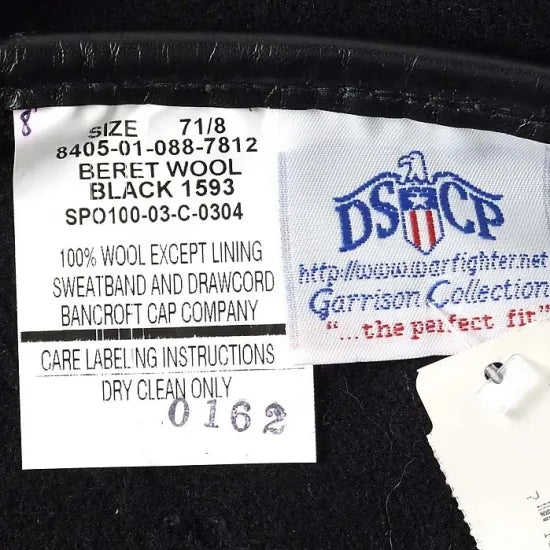 8
SIZE 71/8
8405-01-088-7812
BERET WOOL
BLACK 1593
SPO100-03-C-0304
100% WOOL EXCEPT LINING
SWEATBAND AND DRAWCORD
BANCROFT CAP COMPANY
CARE LABELING INSTRUCTIONS
DRY CLEAN ONLY
0162
DSCP
http://www.warfighter.net
Garrison Collection
"...the perfect fit"